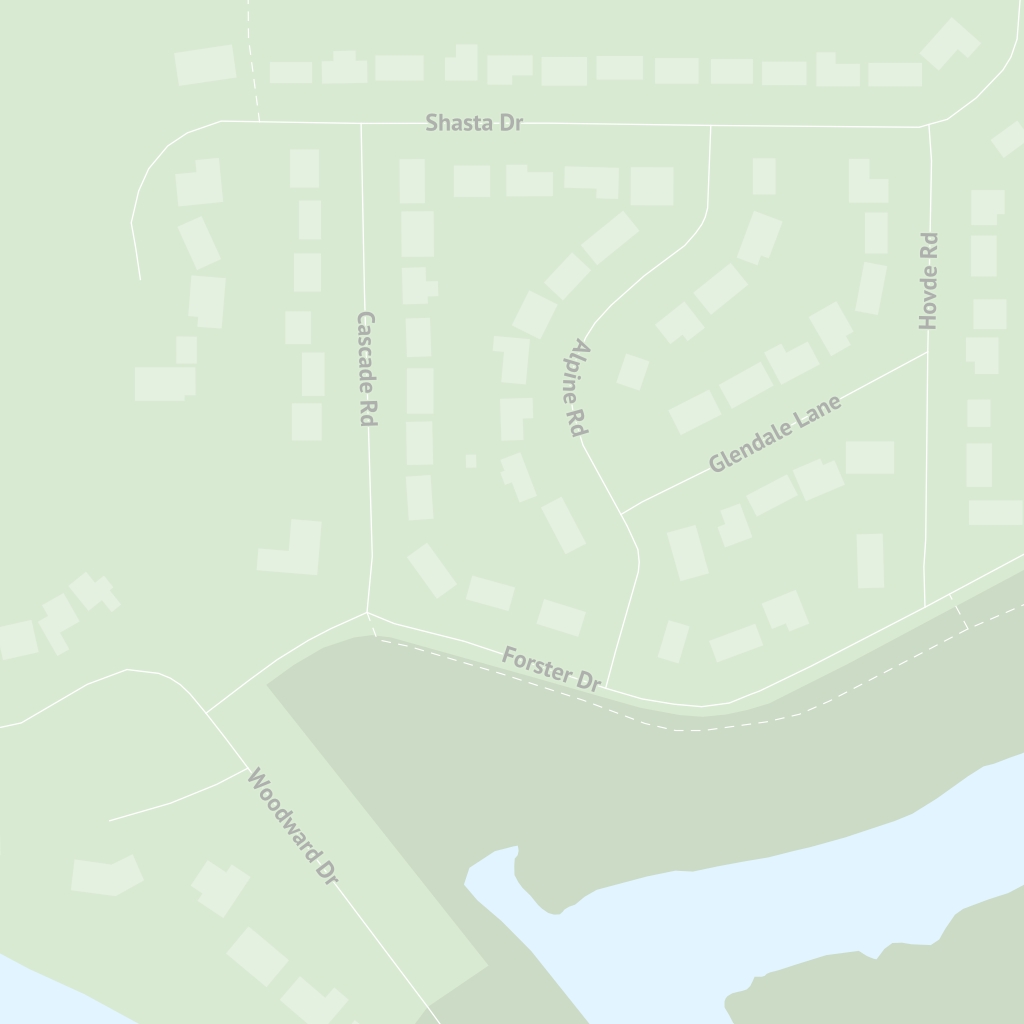 Shasta Dr
Hovde Rd
Cascade Rd
Alpine Rd
Glendale Lane
Forster Dr
Woodward Dr